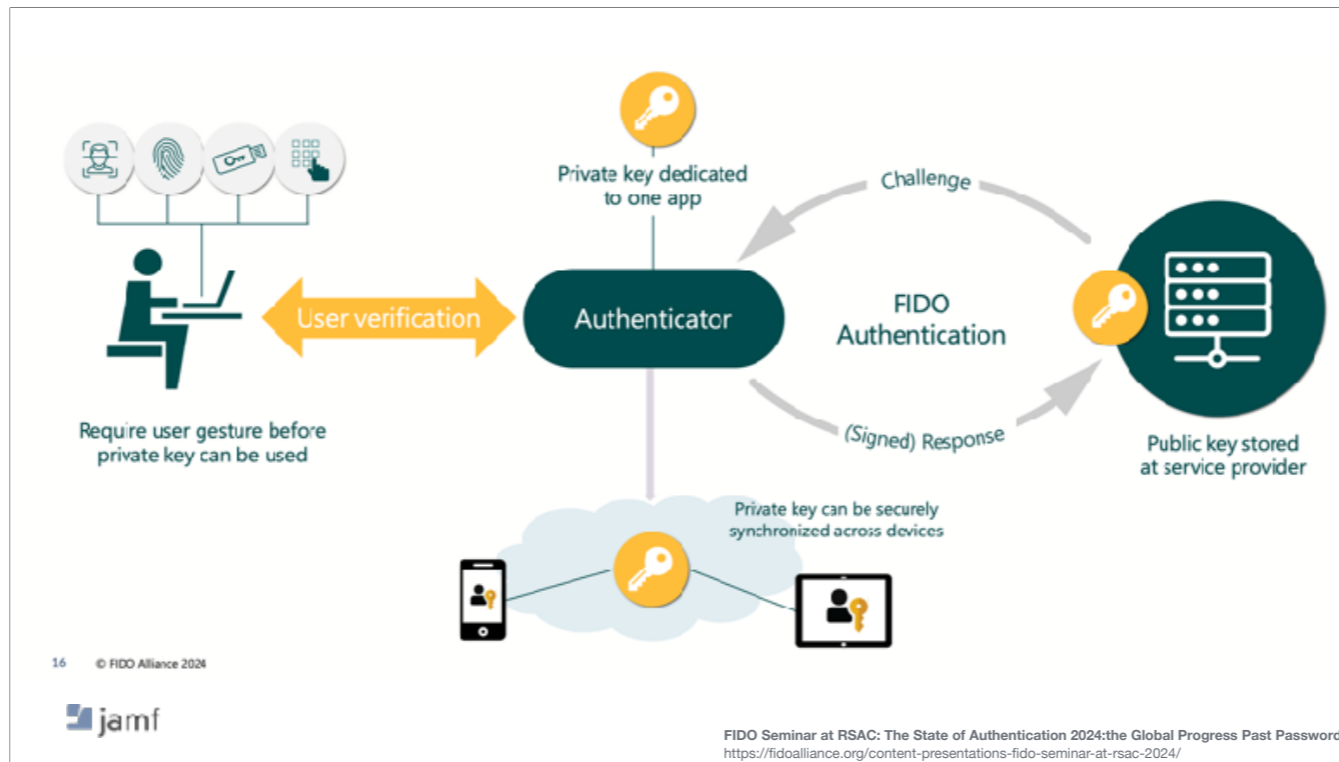 Private key dedicated
to one app
Challenge
User verification
Authenticator
FIDO
Authentication
(Signed) Response
Require user gesture before
private key can be used
Public key stored
at service provider
Private key can be securely
synchronized across devices
16 © FIDO Alliance 2024
jamf
FIDO Seminar at RSAC: The State of Authentication 2024:the Global Progress Past Password
https://fidoalliance.org/content-presentations-fido-seminar-at-rsac-2024/